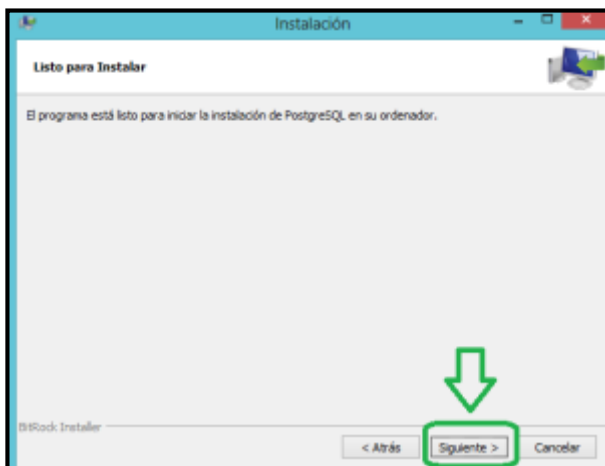 Instalación
Listo para Instalar
El programa está listo para iniciar la instalación de PostgreSQL en su ordenador.
BitRock Installer
< Atrás
Siguiente >
Cancelar